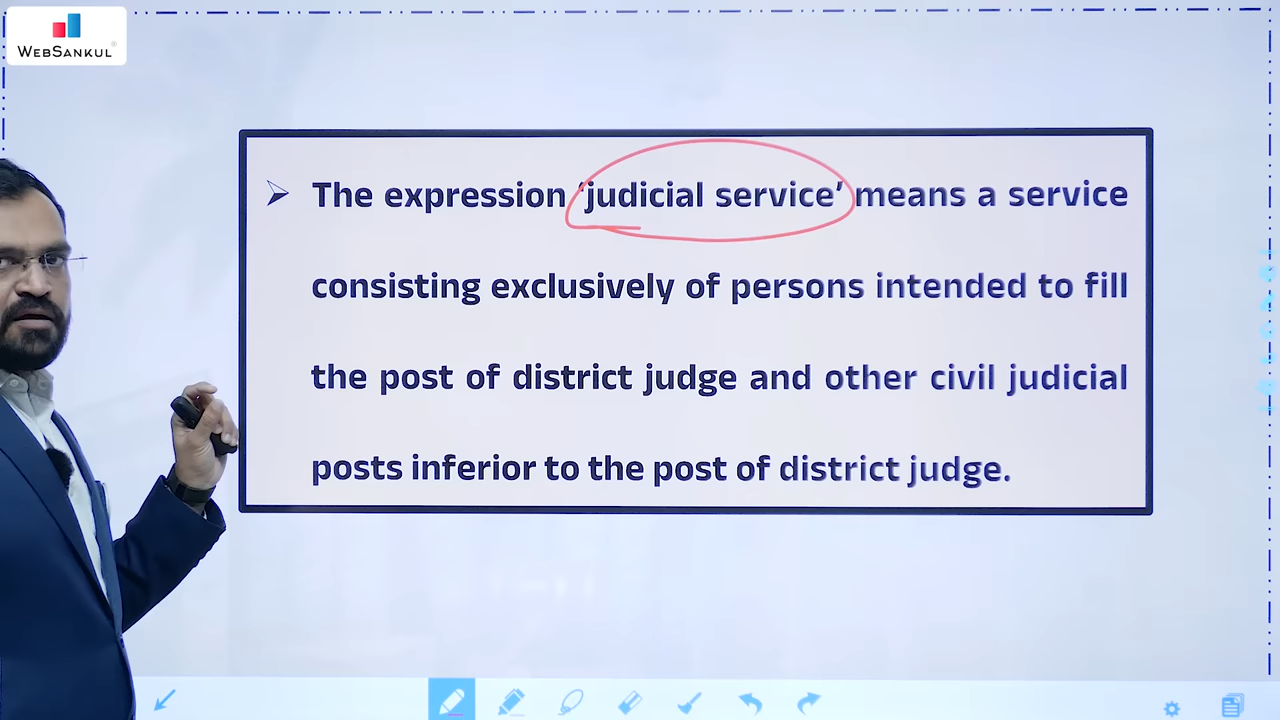 WEBSANKUL®
➢ The expression ‘judicial service’ means a service
consisting exclusively of persons intended to fill
the post of district judge and other civil judicial
posts inferior to the post of district judge.